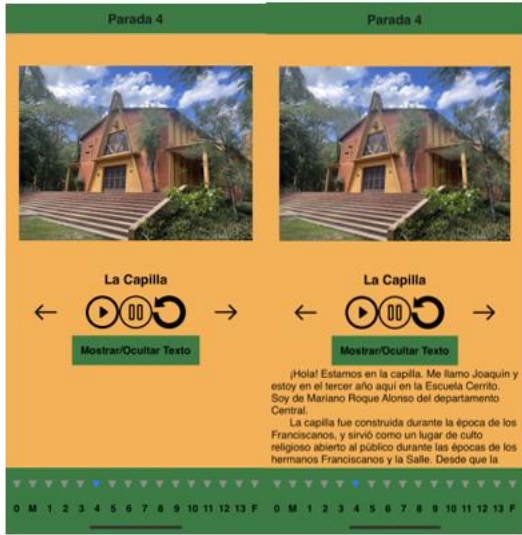 Parada 4
La Capilla
Mostrar/Ocultar Texto
0 M 1 2 3 4 5 6 7 8 9 10 11 12 13 F
Parada 4
La Capilla
Mostrar/Ocultar Texto
¡Hola! Estamos en la capilla. Me llamo Joaquín y
estoy en el tercer año aquí en la Escuela Cerrito.
Soy de Mariano Roque Alonso del departamento
Central.
La capilla fue construida durante la época de los
Franciscanos, y sirvió como un lugar de culto
religioso abierto al público durante las épocas de los
hermanos Franciscanos y la Salle. Desde que la
0 M 1 2 3 4 5 6 7 8 9 10 11 12 13 F